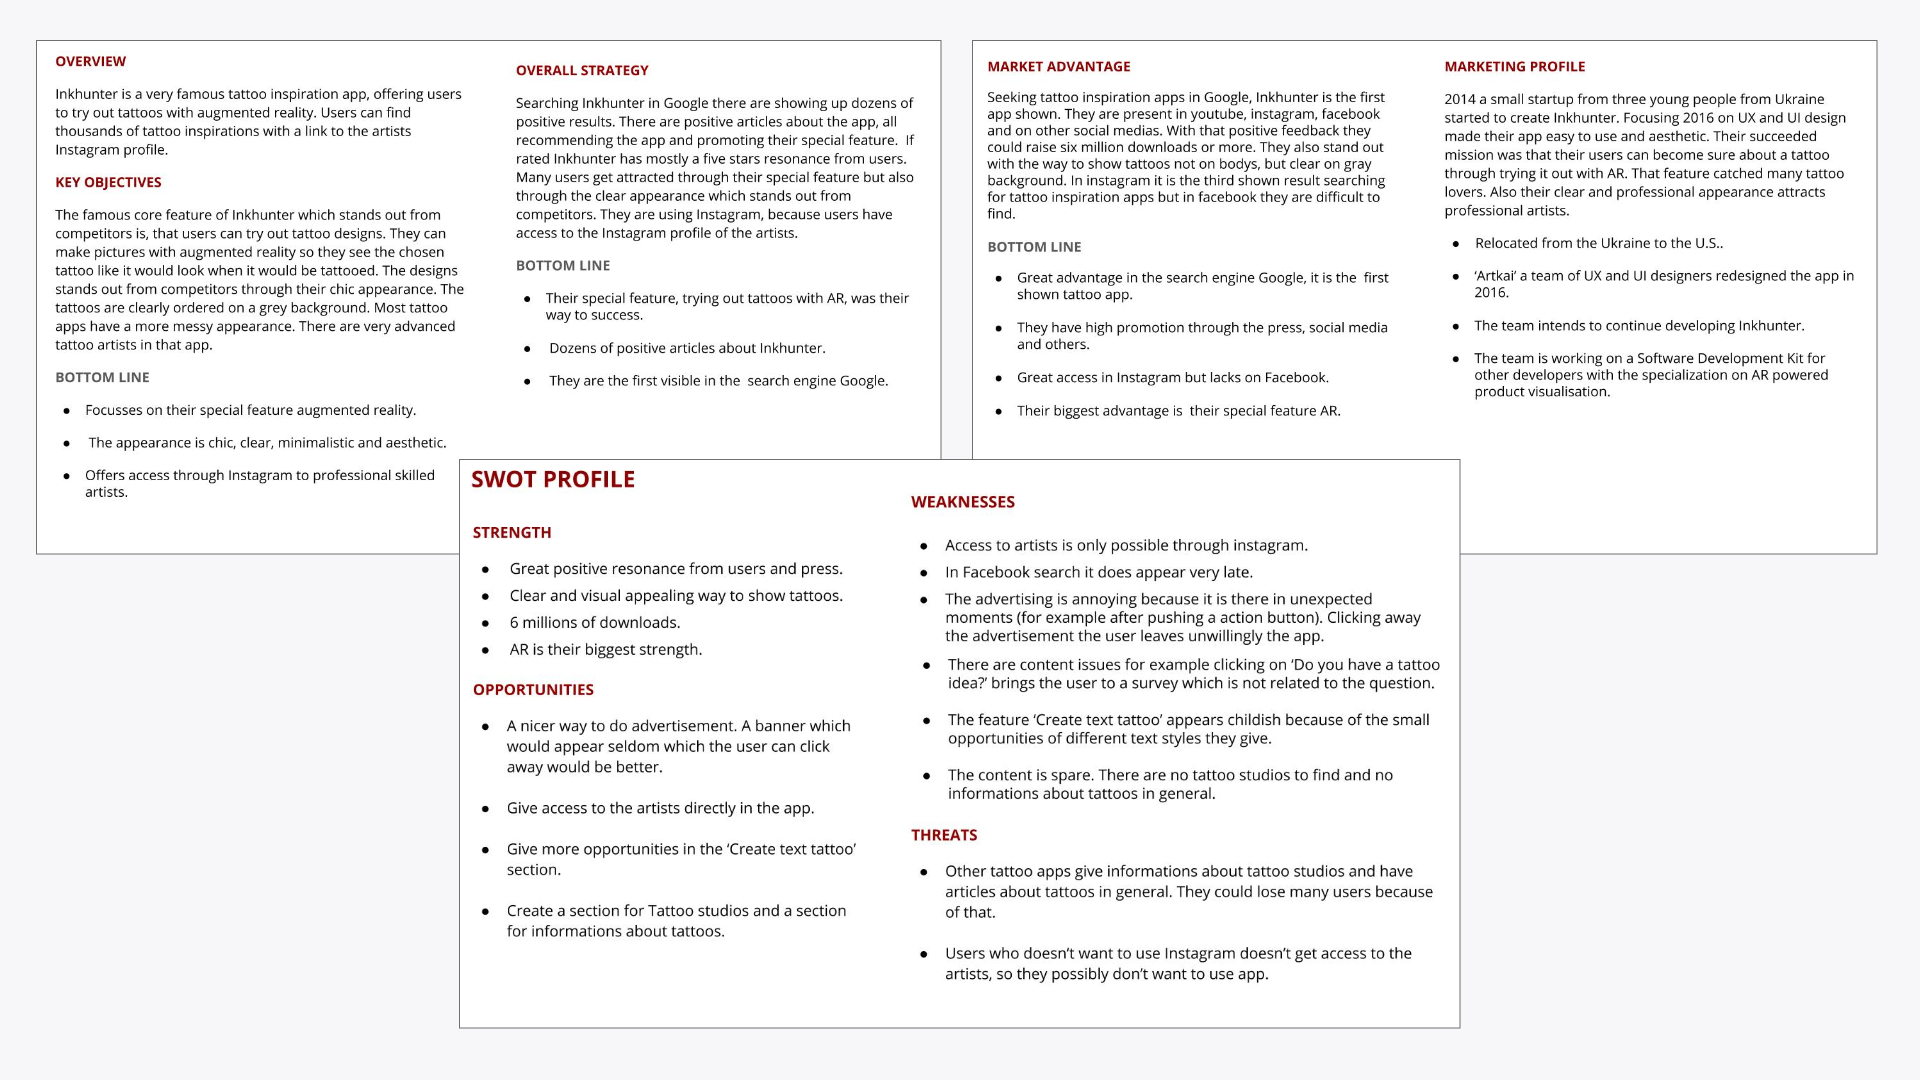 OVERVIEW
Inkhunter is a very famous tattoo inspiration app, offering users
to try out tattoos with augmented reality. Users can find
thousands of tattoo inspirations with a link to the artists
Instagram profile.
KEY OBJECTIVES
The famous core feature of Inkhunter which stands out from
competitors is, that users can try out tattoo designs. They can
make pictures with augmented reality so they see the chosen
tattoo like it would look when it would be tattooed. The designs
stands out from competitors through their chic appearance. The
tattoos are clearly ordered on a grey background. Most tattoo
apps have a more messy appearance. There are very advanced
tattoo artists in that app.
BOTTOM LINE
● Focusses on their special feature augmented reality.
● The appearance is chic, clear, minimalistic and aesthetic.
● Offers access through Instagram to professional skilled
artists.
OVERALL STRATEGY
Searching Inkhunter in Google there are showing up dozens of
positive results. There are positive articles about the app, all
recommending the app and promoting their special feature.  If
rated Inkhunter has mostly a five stars resonance from users.
Many users get attracted through their special feature but also
through the clear appearance which stands out from
competitors. They are using Instagram, because users have
access to the Instagram profile of the artists.
BOTTOM LINE
● Their special feature, trying out tattoos with AR, was their
way to success.
● Dozens of positive articles about Inkhunter.
● They are the first visible in the  search engine Google.
MARKET ADVANTAGE
Seeking tattoo inspiration apps in Google, Inkhunter is the first
app shown. They are present in youtube, instagram, facebook
and on other social medias. With that positive feedback they
could raise six million downloads or more. They also stand out
with the way to show tattoos not on bodys, but clear on gray
background. In instagram it is the third shown result searching
for tattoo inspiration apps but in facebook they are difficult to
find.
BOTTOM LINE
● Great advantage in the search engine Google, it is the  first
shown tattoo app.
● They have high promotion through the press, social media
and others.
● Great access in Instagram but lacks on Facebook.
● Their biggest advantage is  their special feature AR.
MARKETING PROFILE
2014 a small startup from three young people from Ukraine
started to create Inkhunter. Focusing 2016 on UX and UI design
made their app easy to use and aesthetic. Their succeeded
mission was that their users can become sure about a tattoo
through trying it out with AR. That feature catched many tattoo
lovers. Also their clear and professional appearance attracts
professional artists.
● Relocated from the Ukraine to the U.S..
● ‘Artkai’ a team of UX and UI designers redesigned the app in
2016.
● The team intends to continue developing Inkhunter.
● The team is working on a Software Development Kit for
other developers with the specialization on AR powered
product visualisation.
SWOT PROFILE
STRENGTH
● Great positive resonance from users and press.
● Clear and visual appealing way to show tattoos.
● 6 millions of downloads.
● AR is their biggest strength.
OPPORTUNITIES
● A nicer way to do advertisement. A banner which
would appear seldom which the user can click
away would be better.
● Give access to the artists directly in the app.
● Give more opportunities in the ‘Create text tattoo’
section.
● Create a section for Tattoo studios and a section
for informations about tattoos.
WEAKNESSES
● Access to artists is only possible through instagram.
● In Facebook search it does appear very late.
● The advertising is annoying because it is there in unexpected
moments (for example after pushing a action button). Clicking away
the advertisement the user leaves unwillingly the app.
● There are content issues for example clicking on ‘Do you have a tattoo
idea?’ brings the user to a survey which is not related to the question.
● The feature ‘Create text tattoo’ appears childish because of the small
opportunities of different text styles they give.
● The content is spare. There are no tattoo studios to find and no
informations about tattoos in general.
THREATS
● Other tattoo apps give informations about tattoo studios and have
articles about tattoos in general. They could lose many users because
of that.
● Users who doesn’t want to use Instagram doesn’t get access to the
artists, so they possibly don’t want to use app.